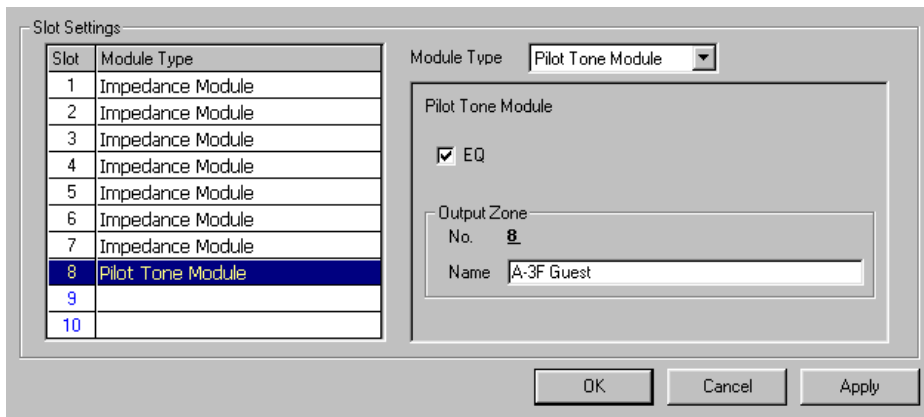 Slot Settings
Slot Module Type
1 Impedance Module
2 Impedance Module
3 Impedance Module
4 Impedance Module
5 Impedance Module
6 Impedance Module
7 Impedance Module
8 Pilot Tone Module
9
10
Module Type Pilot Tone Module
Pilot Tone Module
EQ
Output Zone
No. 8
Name A-3F Guest
OK Cancel Apply